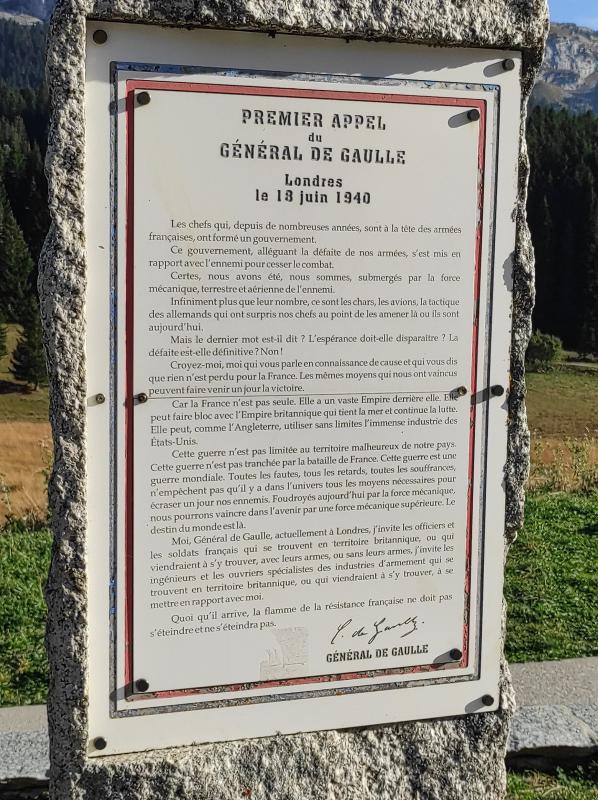 PREMIER APPEL
du
GÉNÉRAL DE GAULLE
Londres
le 18 juin 1940
Les chefs qui, depuis de nombreuses années, sont à la tête des armées
françaises, ont formé un gouvernement.
Ce gouvernement, alléguant la défaite de nos armées, s'est mis en
rapport avec l'ennemi pour cesser le combat.
Certes, nous avons été, nous sommes, submergés par la force
mécanique, terrestre et aérienne de l'ennemi.
Infiniment plus que leur nombre, ce sont les chars, les avions, la tactique
des allemands qui ont surpris nos chefs au point de les amener là ou ils sont
aujourd'hui.
Mais le dernier mot est-il dit ? L'espérance doit-elle disparaître ? La
défaite est-elle définitive ? Non !
Croyez-moi, moi qui vous parle en connaissance de cause et qui vous dis
que rien n'est perdu pour la France. Les mêmes moyens qui nous ont vaincus
peuvent faire venir un jour la victoire.
Car la France n'est pas seule. Elle a un vaste Empire derrière elle. Elle
peut faire bloc avec l'Empire britannique qui tient la mer et continue la lutte.
Elle peut, comme l'Angleterre, utiliser sans limites l'immense industrie des
États-Unis.
Cette guerre n'est pas limitée au territoire malheureux de notre pays.
Cette guerre n'est pas tranchée par la bataille de France. Cette guerre est une
guerre mondiale. Toutes les fautes, tous les retards, toutes les souffrances,
n'empêchent pas qu'il y a dans l'univers tous les moyens nécessaires pour
écraser un jour nos ennemis. Foudroyés aujourd'hui par la force mécanique,
nous pourrons vaincre dans l'avenir par une force mécanique supérieure. Le
destin du monde est là.
Moi, Général de Gaulle, actuellement à Londres, j'invite les officiers et
les soldats français qui se trouvent en territoire britannique, ou qui
viendraient à s'y trouver, avec leurs armes, ou sans leurs armes, j'invite les
ingénieurs et les ouvriers spécialistes des industries d'armement qui se
trouvent en territoire britannique, ou qui viendraient à s'y trouver, à se
mettre en rapport avec moi.
Quoi qu'il arrive, la flamme de la résistance française ne doit pas
s'éteindre et ne s'éteindra pas.
C. de Gaulle.
GÉNÉRAL DE GAULLE